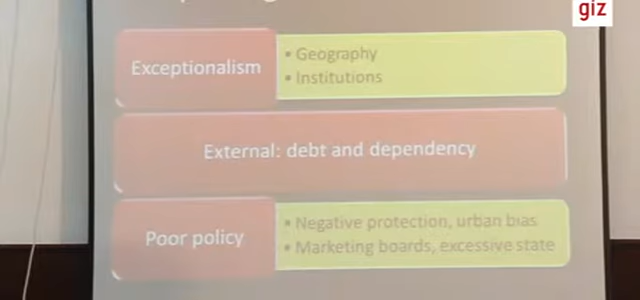 giz
Exceptionalism
• Geography
• Institutions
External: debt and dependency
Poor policy
• Negative protection, urban bias
• Marketing boards, excessive state